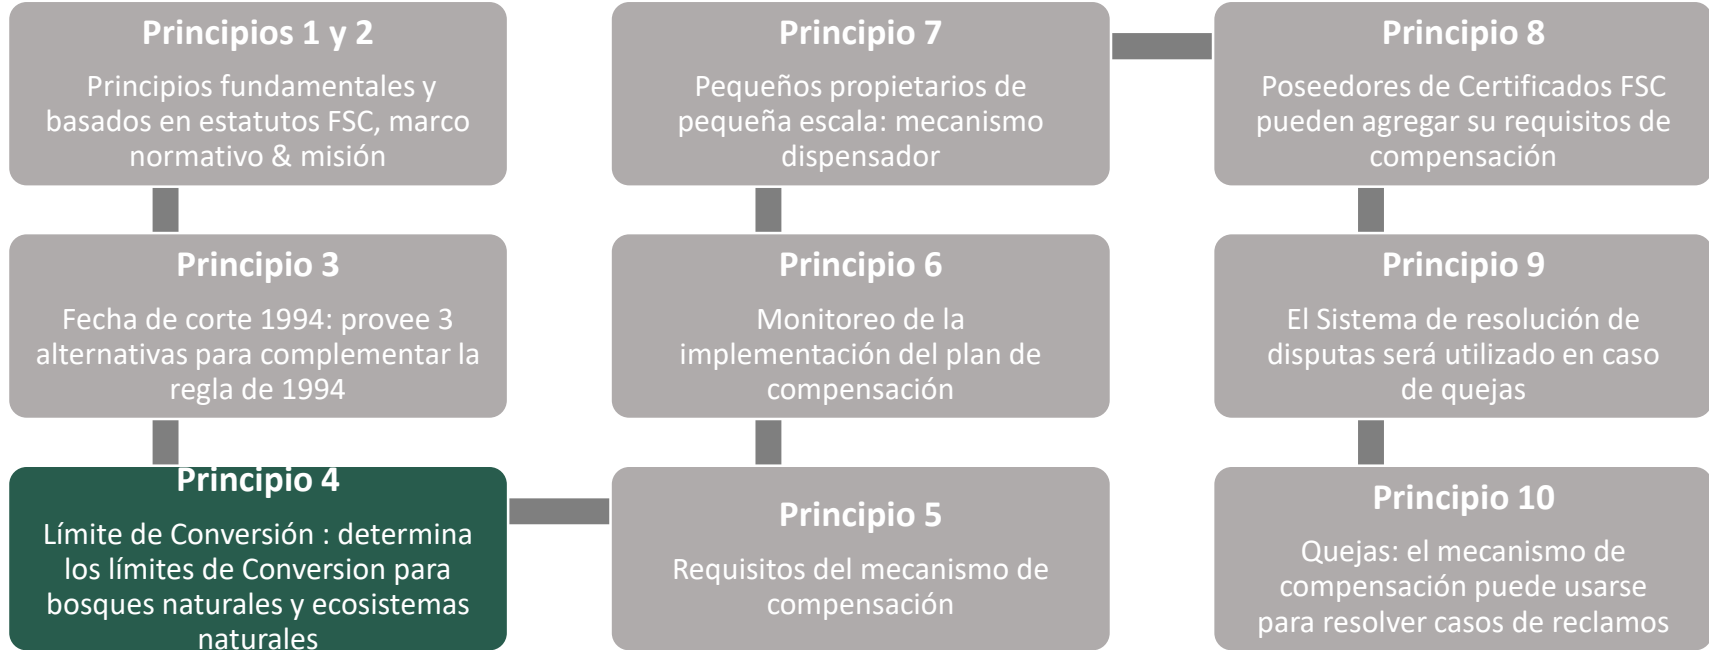 Principios 1 y 2
Principios fundamentales y
basados en estatutos FSC, marco
normativo & misión
Principio 3
Fecha de corte 1994: provee 3
alternativas para complementar la
regla de 1994
Principio 4
Límite de Conversión : determina
los límites de Conversion para
bosques naturales y ecosistemas
naturales
Principio 5
Requisitos del mecanismo de
compensación
Principio 6
Monitoreo de la
implementación del plan de
compensación
Principio 7
Pequeños propietarios de
pequeña escala: mecanismo
dispensador
Principio 8
Poseedores de Certificados FSC
pueden agregar su requisitos de
compensación
Principio 9
El Sistema de resolución de
disputas será utilizado en caso
de quejas
Principio 10
Quejas: el mecanismo de
compensación puede usarse
para resolver casos de reclamos